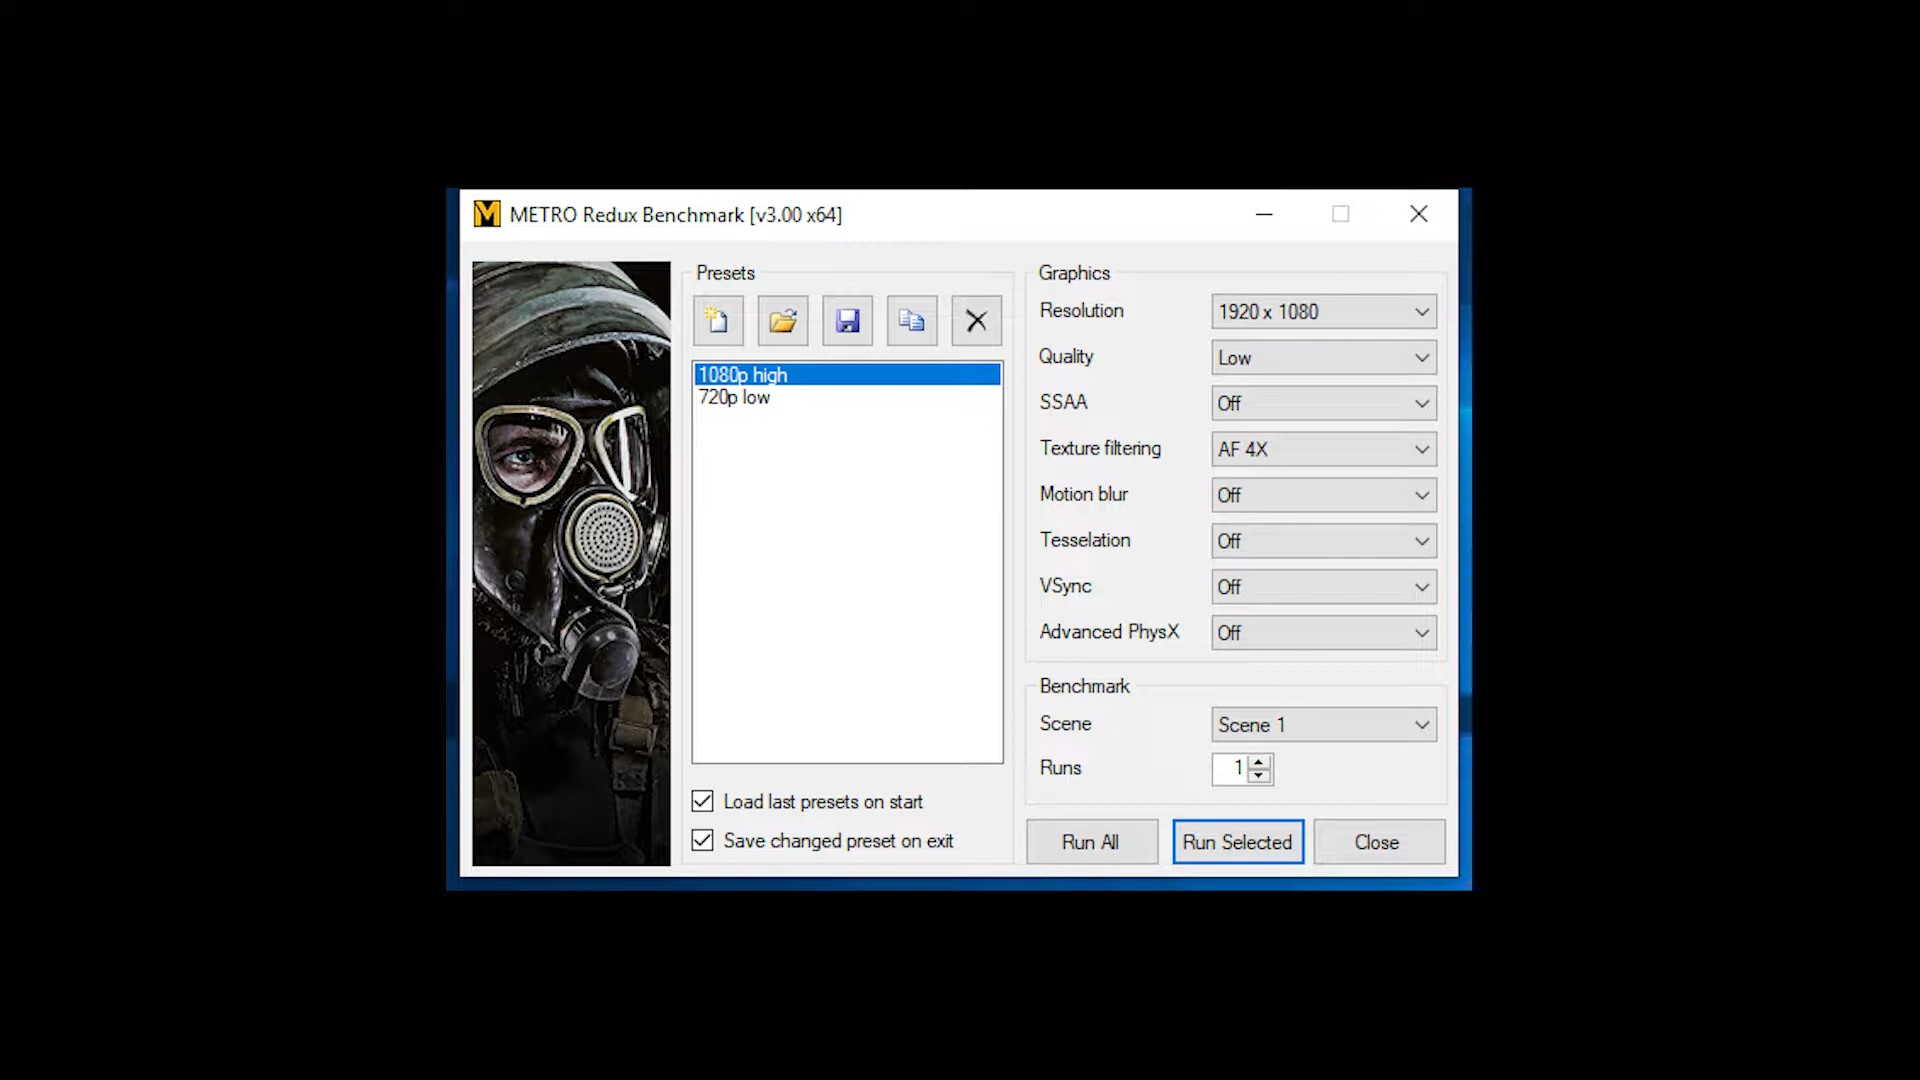 METRO Redux Benchmark [v3.00 x64]
Presets
1080p high
720p low
Load last presets on start
Save changed preset on exit
Graphics
Resolution 1920 x 1080
Quality Low
SSAA Off
Texture filtering AF 4X
Motion blur Off
Tesselation Off
VSync Off
Advanced PhysX Off
Benchmark
Scene Scene 1
Runs 1
Run All Run Selected Close